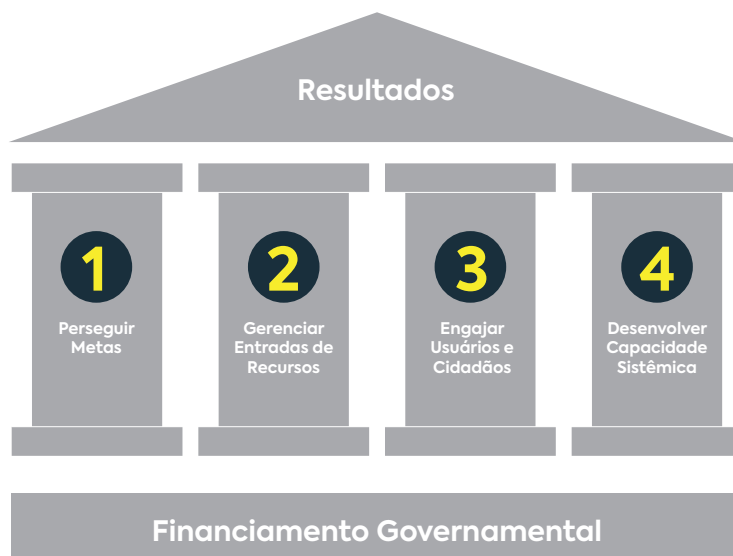 Resultados
1
Perseguir
Metas
2
Gerenciar
Entradas de
Recursos
3
Engajar
Usuários e
Cidadãos
4
Desenvolver
Capacidade
Sistêmica
Financiamento Governamental